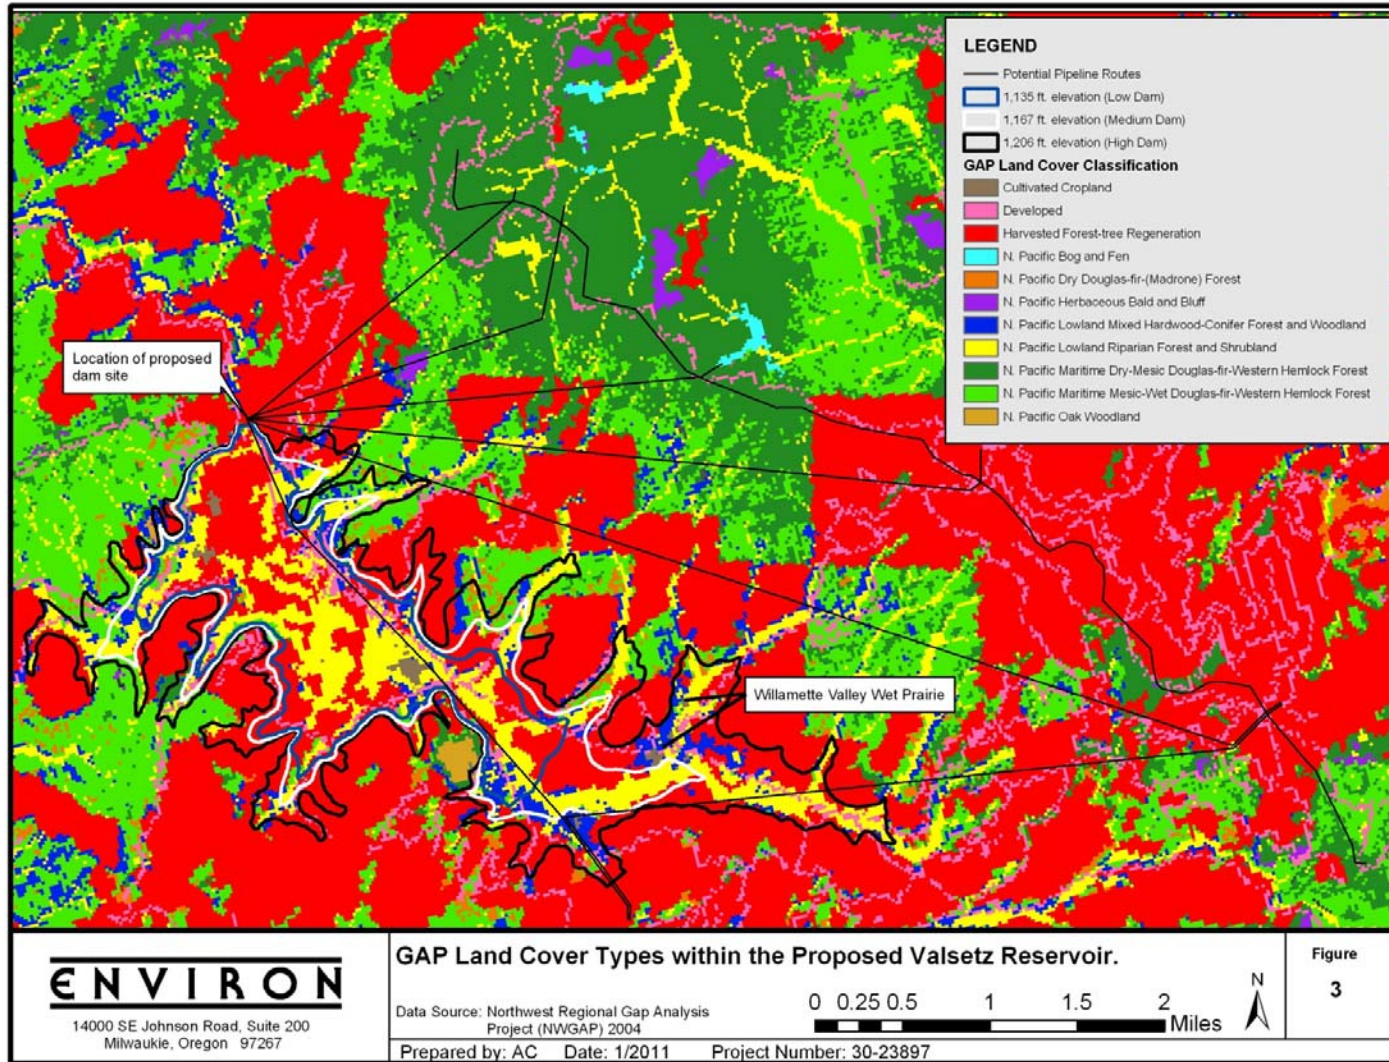 LEGEND
Potential Pipeline Routes
1,135 ft. elevation (Low Dam)
1,167 ft. elevation (Medium Dam)
1,206 ft. elevation (High Dam)
GAP Land Cover Classification
Cultivated Cropland
Developed
Harvested Forest-tree Regeneration
N. Pacific Bog and Fen
N. Pacific Dry Douglas-fir-(Madrone) Forest
N. Pacific Herbaceous Bald and Bluff
N. Pacific Lowland Mixed Hardwood-Conifer Forest and Woodland
N. Pacific Lowland Riparian Forest and Shrubland
N. Pacific Maritime Dry-Mesic Douglas-fir-Western Hemlock Forest
N. Pacific Maritime Mesic-Wet Douglas-fir-Western Hemlock Forest
N. Pacific Oak Woodland
Location of proposed
dam site
Willamette Valley Wet Prairie
ENVIRON
14000 SE Johnson Road, Suite 200
Milwaukie, Oregon 97267
GAP Land Cover Types within the Proposed Valsetz Reservoir.
Data Source: Northwest Regional Gap Analysis
Project (NWGAP) 2004
0 0.25 0.5 1 1.5 2
Miles
N
Prepared by: AC Date: 1/2011 Project Number: 30-23897
Figure
3